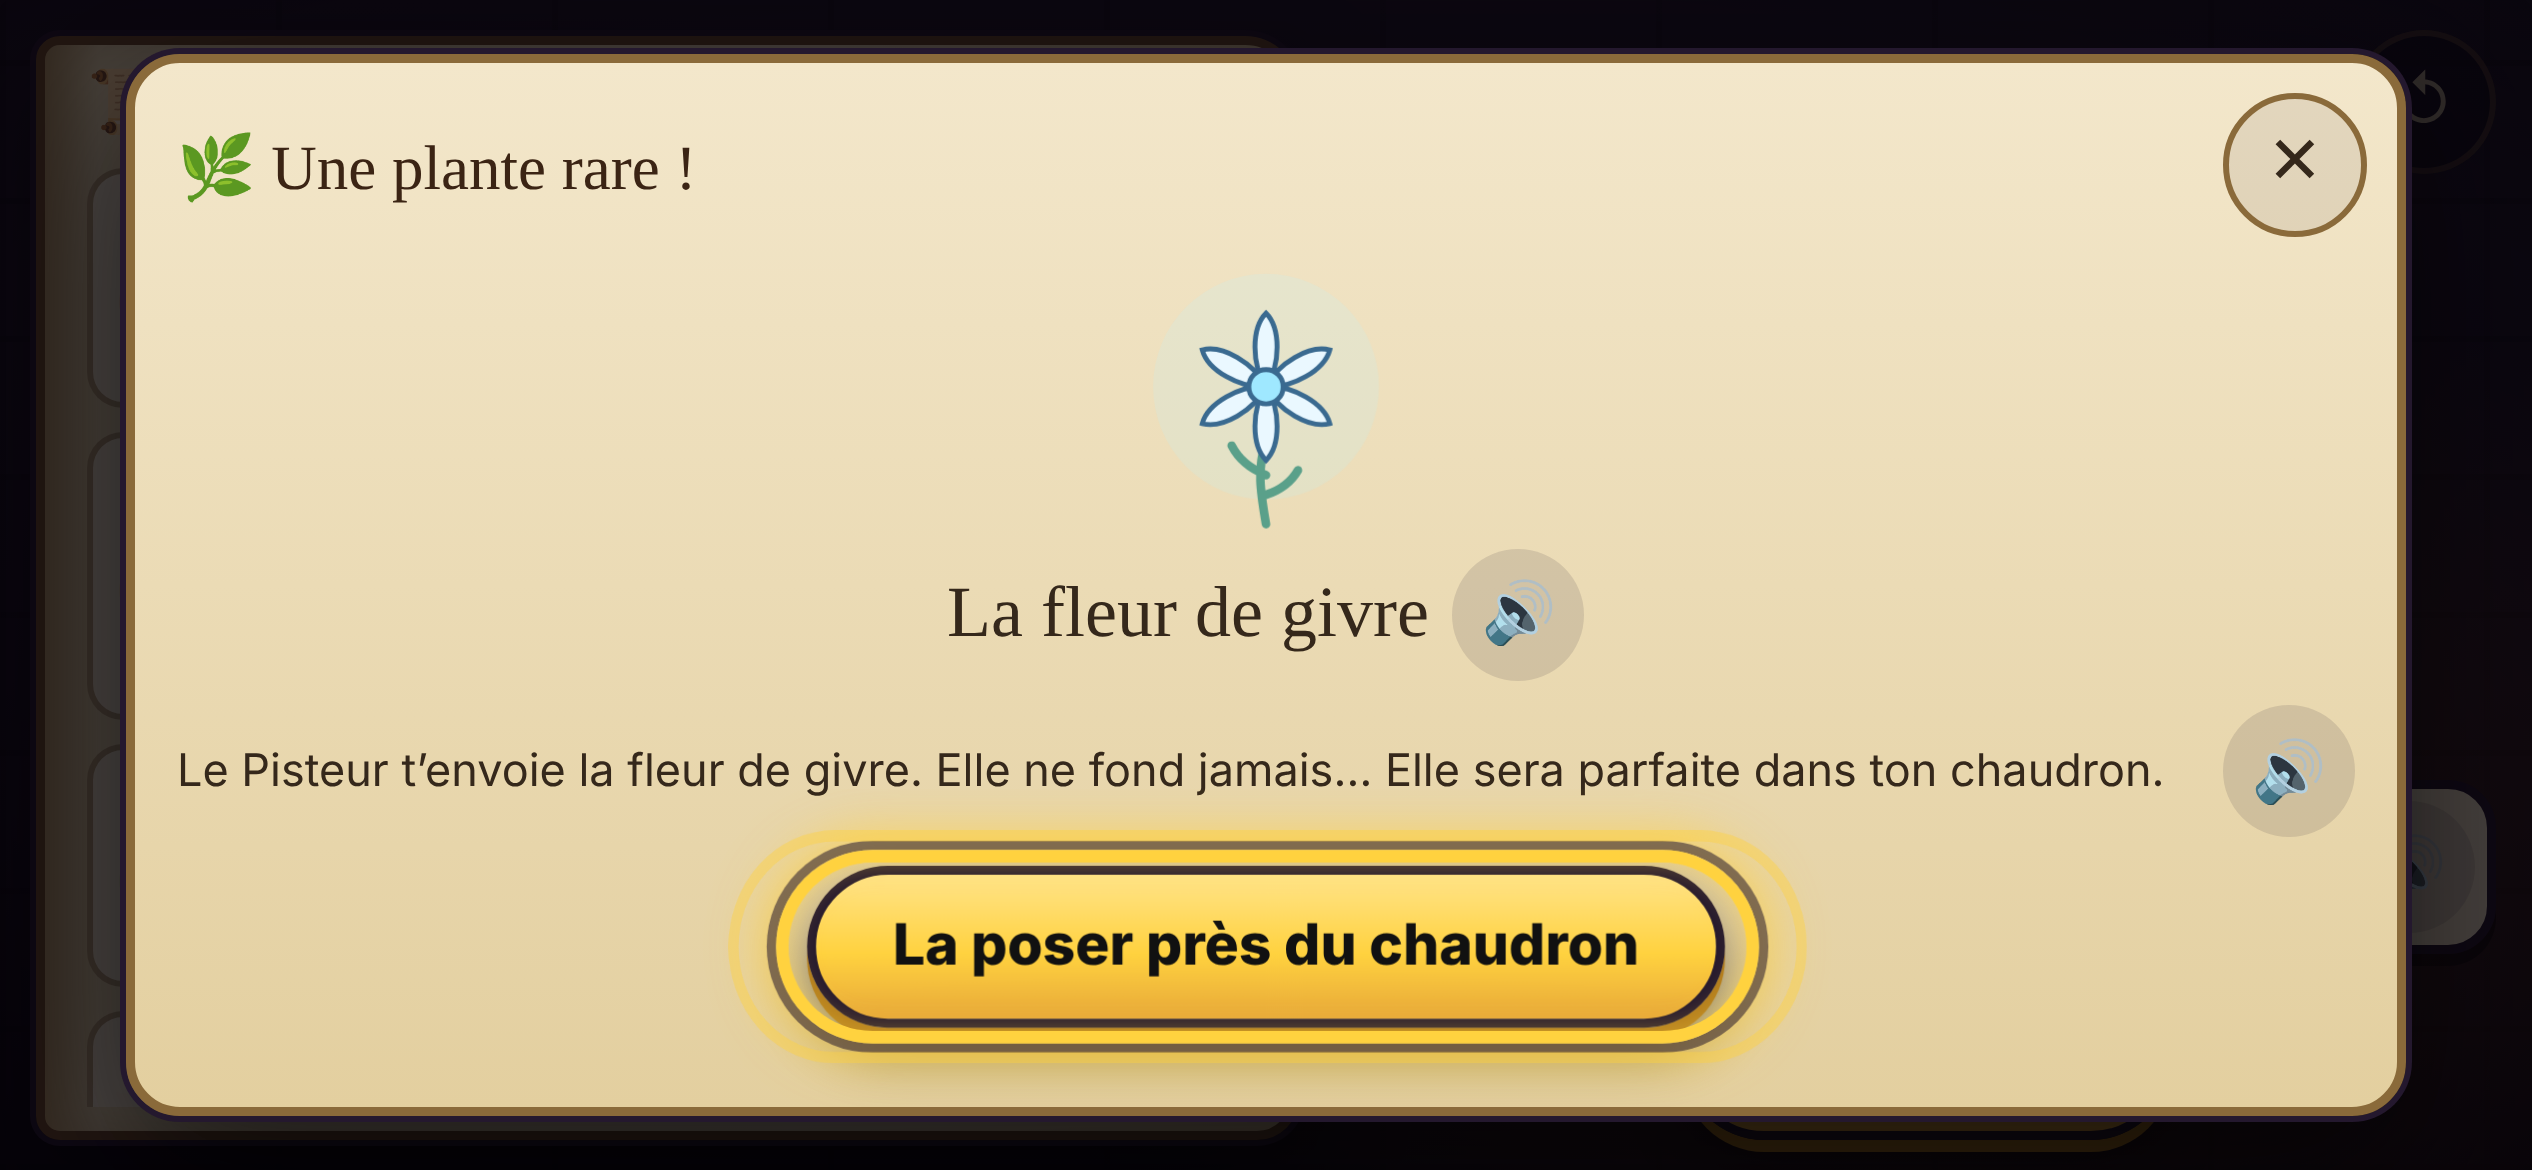 Une plante rare !
La fleur de givre
Le Pisteur t’envoie la fleur de givre. Elle ne fond jamais... Elle sera parfaite dans ton chaudron.
La poser près du chaudron